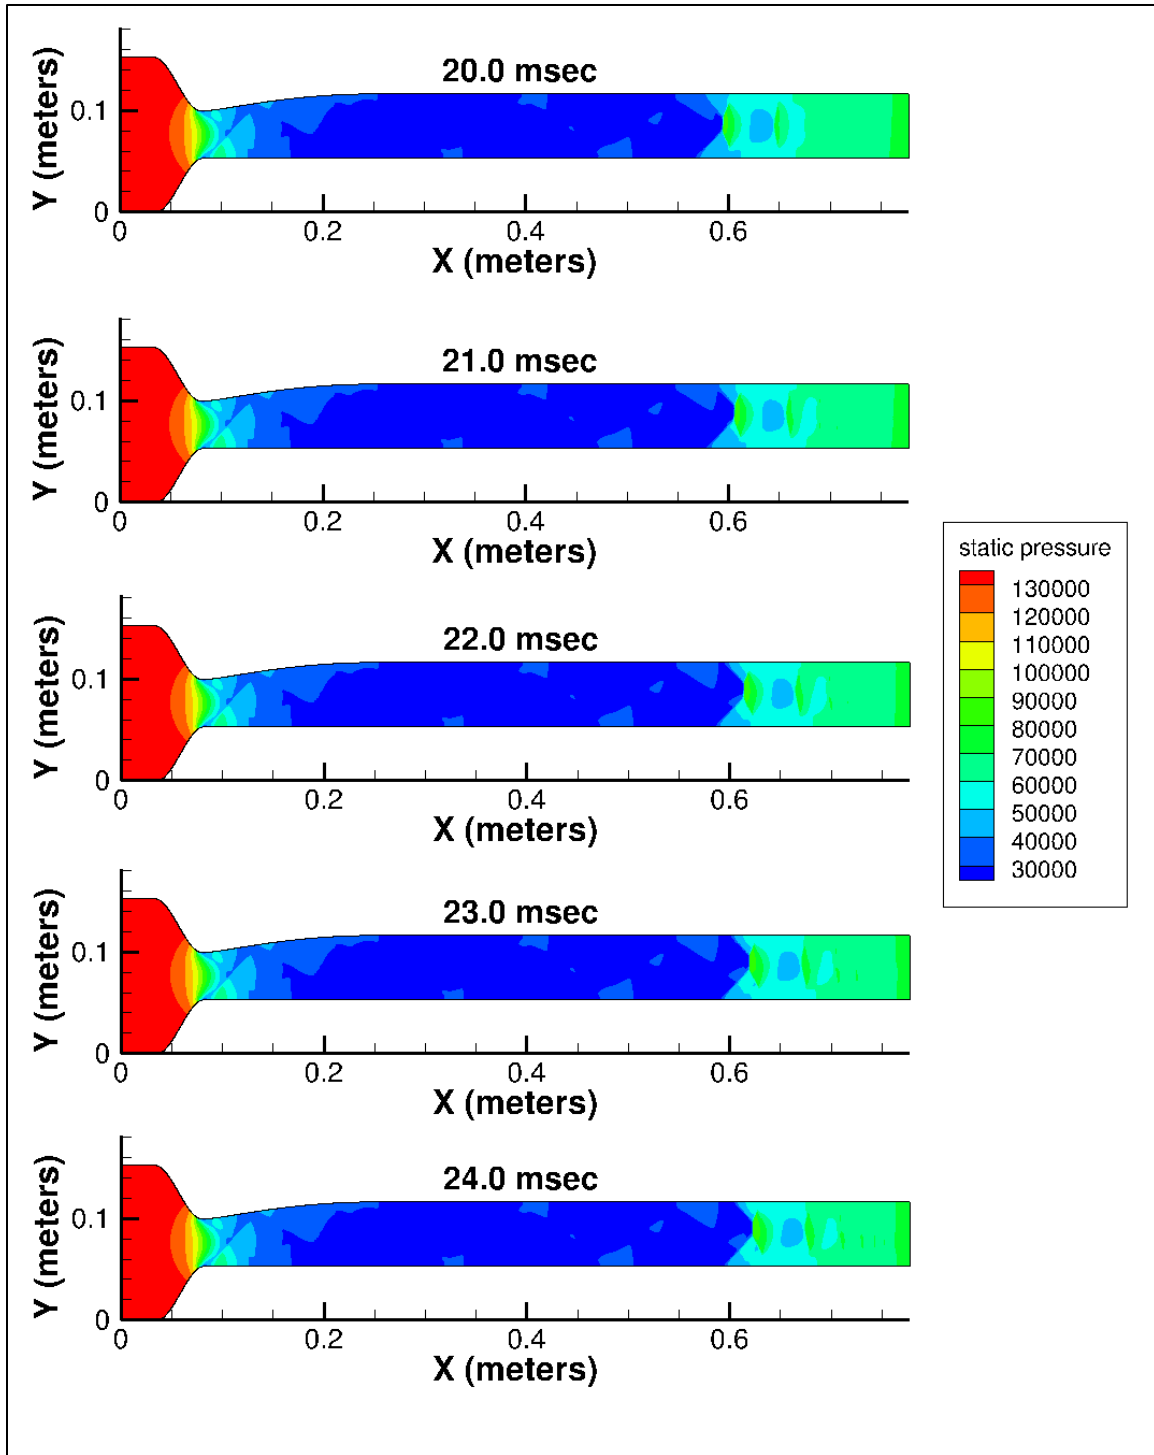 20.0 msec
Y (meters)
0.1
0
0 0.2 0.4 0.6
X (meters)
21.0 msec
Y (meters)
0.1
0
0 0.2 0.4 0.6
X (meters)
22.0 msec
Y (meters)
0.1
0
0 0.2 0.4 0.6
X (meters)
23.0 msec
Y (meters)
0.1
0
0 0.2 0.4 0.6
X (meters)
24.0 msec
Y (meters)
0.1
0
0 0.2 0.4 0.6
X (meters)
static pressure
130000
120000
110000
100000
90000
80000
70000
60000
50000
40000
30000